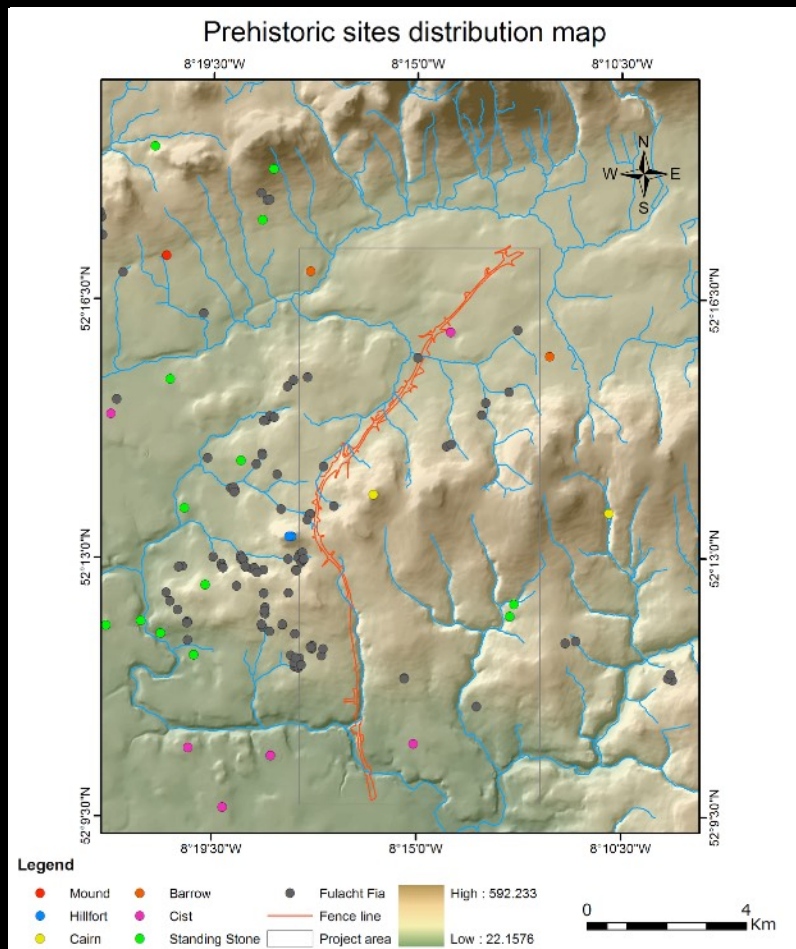 Prehistoric sites distribution map
8°19'30"W 8°15'0"W 8°10'30"W
N
W E
S
52°16'30"N 52°16'30"N
52°13'0"N 52°13'0"N
52°9'30"N 52°9'30"N
8°19'30"W 8°15'0"W 8°10'30"W
Legend
Mound Barrow Fulacht Fia High : 592.233
Hillfort Cist Fence line
Cairn Standing Stone Project area Low : 22.1576
0 4
Km